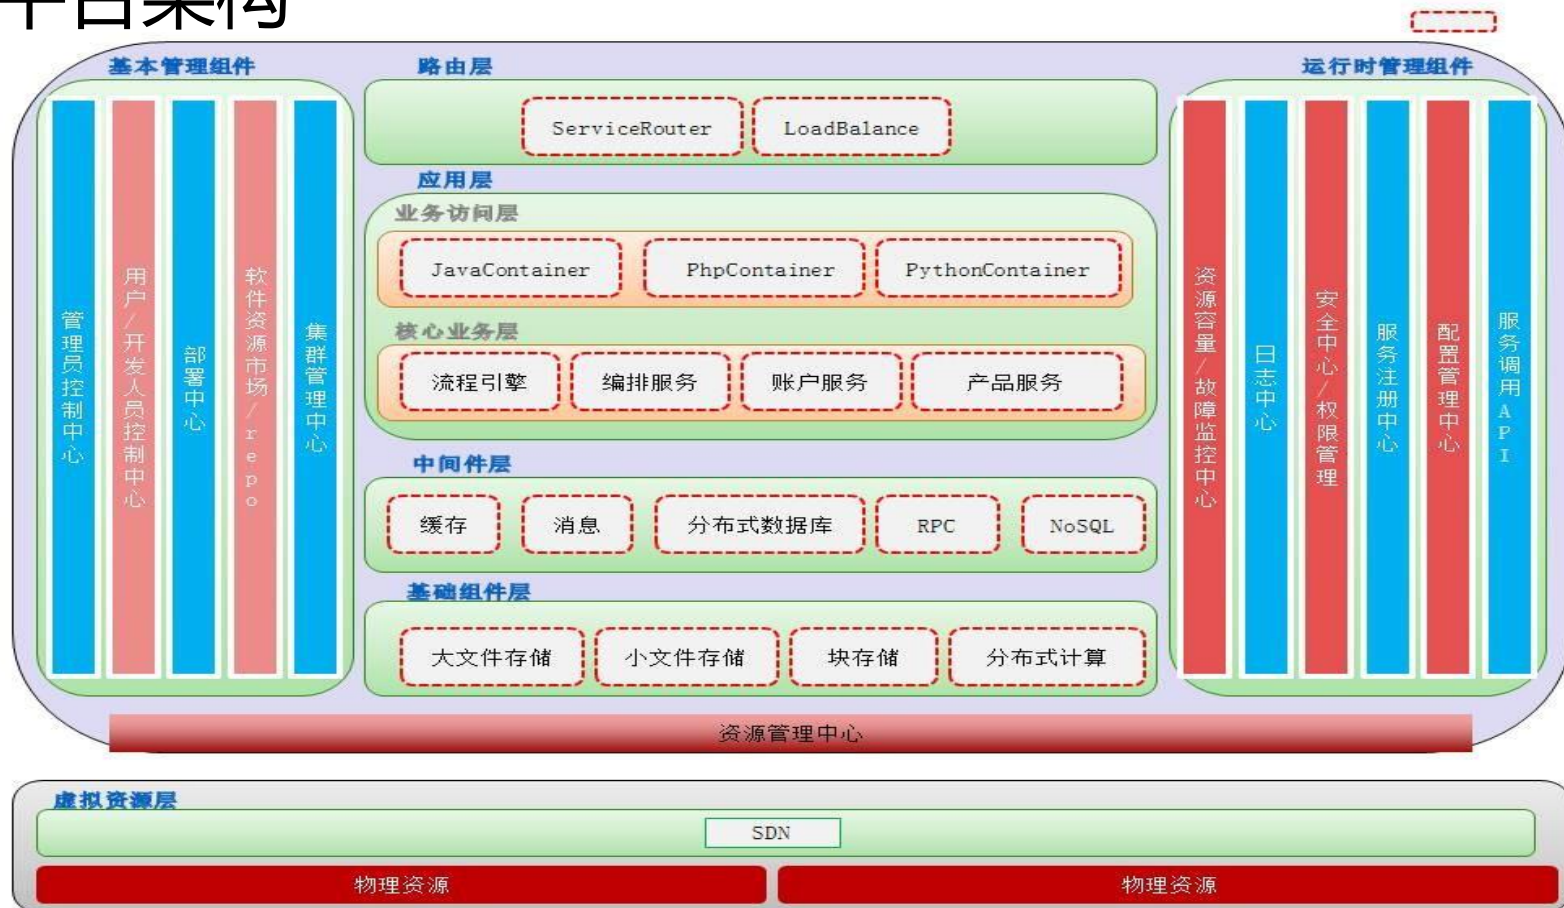 平台架构
基本管理组件
管理员控制中心
用户/开发人员控制中心
部署中心
软件资源市场/repo
集群管理中心
路由层
ServiceRouter
LoadBalance
应用层
业务访问层
JavaContainer
PhpContainer
PythonContainer
核心业务层
流程引擎
编排服务
账户服务
产品服务
中间件层
缓存
消息
分布式数据库
RPC
NoSQL
基础组件层
大文件存储
小文件存储
块存储
分布式计算
运行时管理组件
资源容量/故障监控中心
日志中心
安全中心/权限管理
服务注册中心
配置管理中心
服务调用API
资源管理中心
虚拟资源层
SDN
物理资源
物理资源